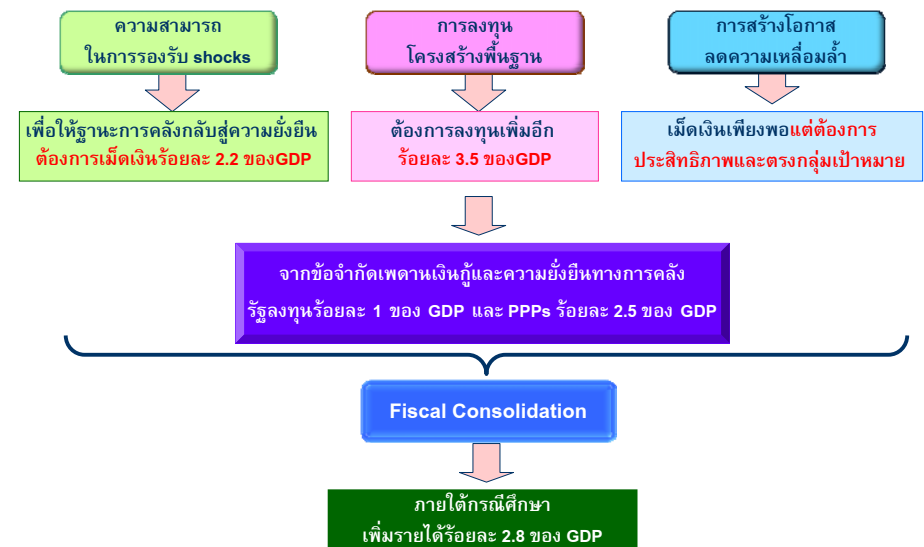 ความสามารถ
ในการรองรับ shocks
การลงทุน
โครงสร้างพื้นฐาน
การสร้างโอกาส
ลดความเหลื่อมล้ำ
เพื่อให้ฐานะการคลังกลับสู่ความยั่งยืน
ต้องการเม็ดเงินร้อยละ 2.2 ของGDP
ต้องการลงทุนเพิ่มอีก
ร้อยละ 3.5 ของGDP
เม็ดเงินเพียงพอแต่ต้องการ
ประสิทธิภาพและตรงกลุ่มเป้าหมาย
จากข้อจำกัดเพดานเงินกู้และความยั่งยืนทางการคลัง
รัฐลงทุนร้อยละ 1 ของ GDP และ PPPs ร้อยละ 2.5 ของ GDP
Fiscal Consolidation
ภายใต้กรณีศึกษา
เพิ่มรายได้ร้อยละ 2.8 ของ GDP